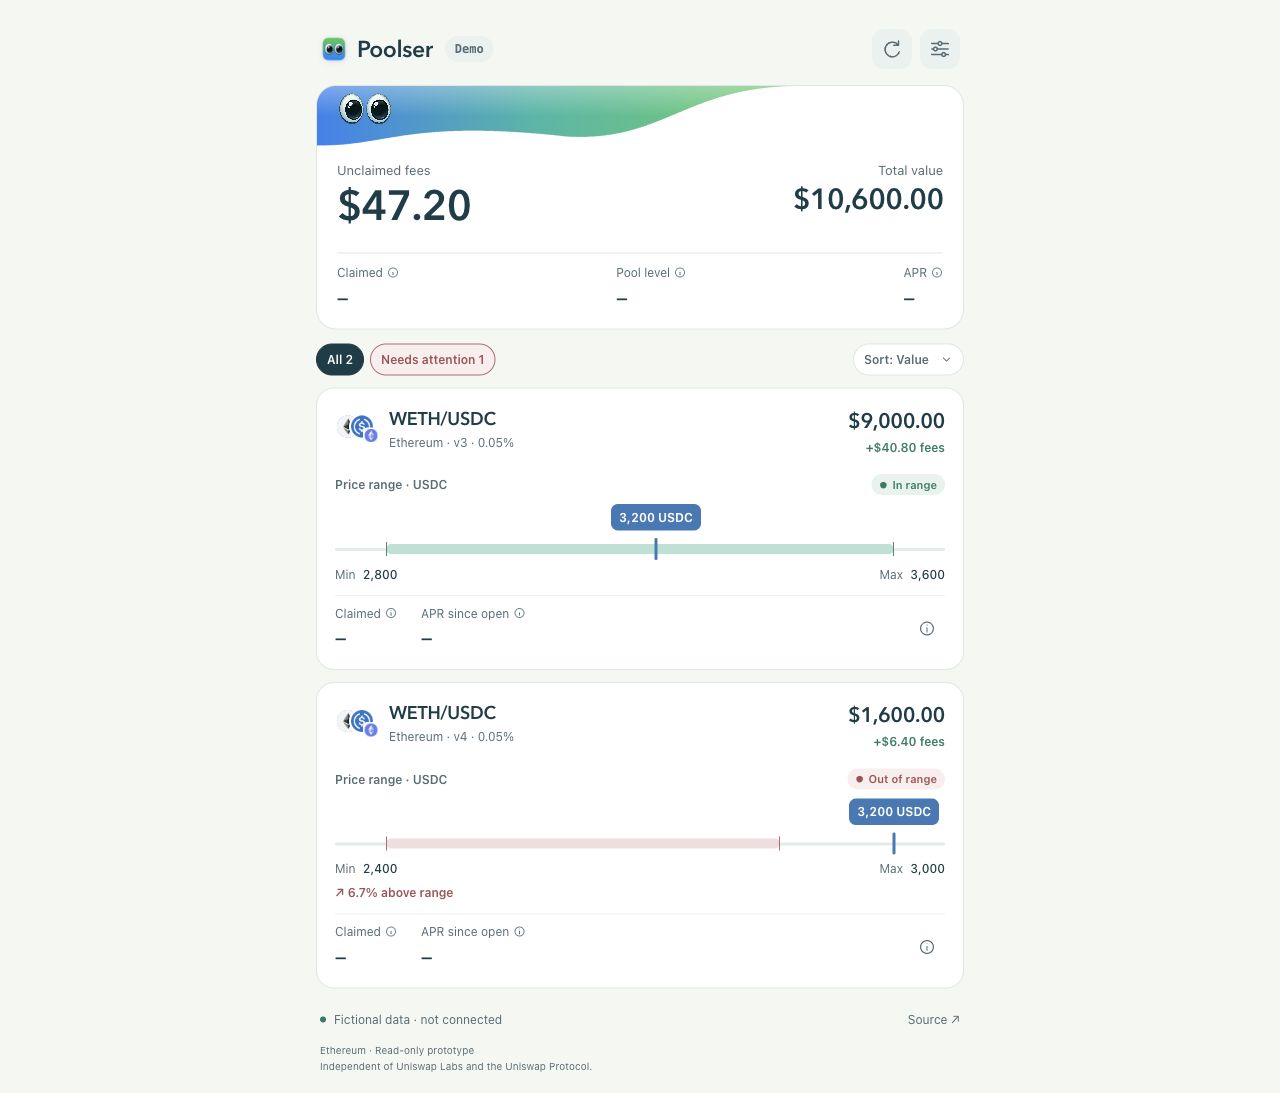 Poolser Demo
Unclaimed fees
$47.20
Total value
$10,600.00
Claimed
–
Pool level
–
APR
–
All 2
Needs attention 1
Sort: Value
WETH/USDC
Ethereum · v3 · 0.05%
$9,000.00
+$40.80 fees
Price range · USDC
In range
3,200 USDC
Min 2,800
Max 3,600
Claimed
–
APR since open
–
WETH/USDC
Ethereum · v4 · 0.05%
$1,600.00
+$6.40 fees
Price range · USDC
Out of range
3,200 USDC
Min 2,400
Max 3,000
↗ 6.7% above range
Claimed
–
APR since open
–
Fictional data · not connected
Source ↗
Ethereum · Read-only prototype
Independent of Uniswap Labs and the Uniswap Protocol.